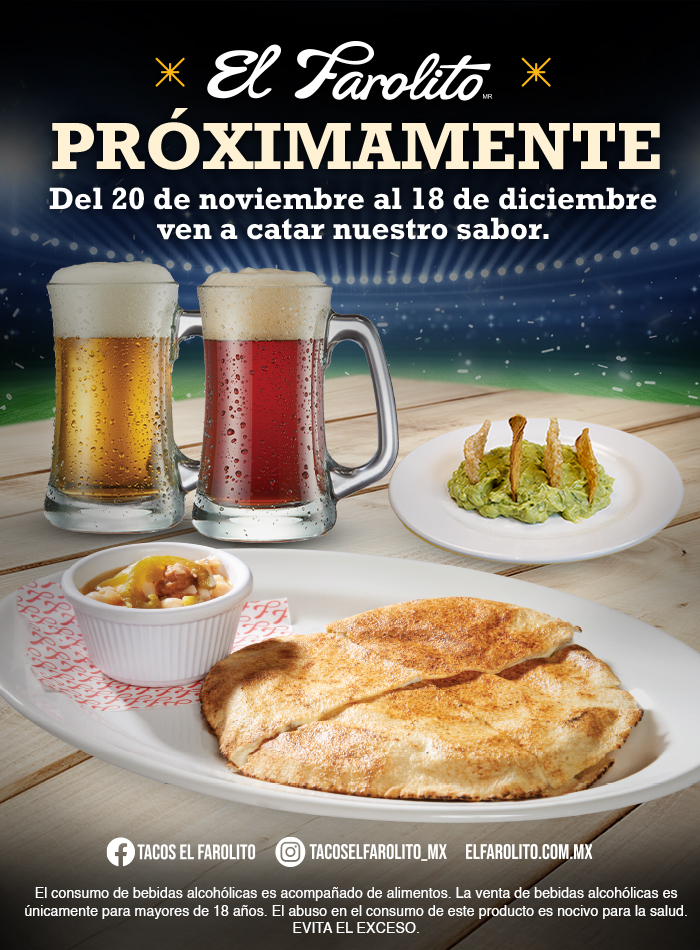 El Farolito MR
PRÓXIMAMENTE
Del 20 de noviembre al 18 de diciembre
ven a catar nuestro sabor.
TACOS EL FAROLITO TACOSELFAROLITO_MX ELFAROLITO.COM.MX
El consumo de bebidas alcohólicas es acompañado de alimentos. La venta de bebidas alcohólicas es
únicamente para mayores de 18 años. El abuso en el consumo de este producto es nocivo para la salud.
EVITA EL EXCESO.